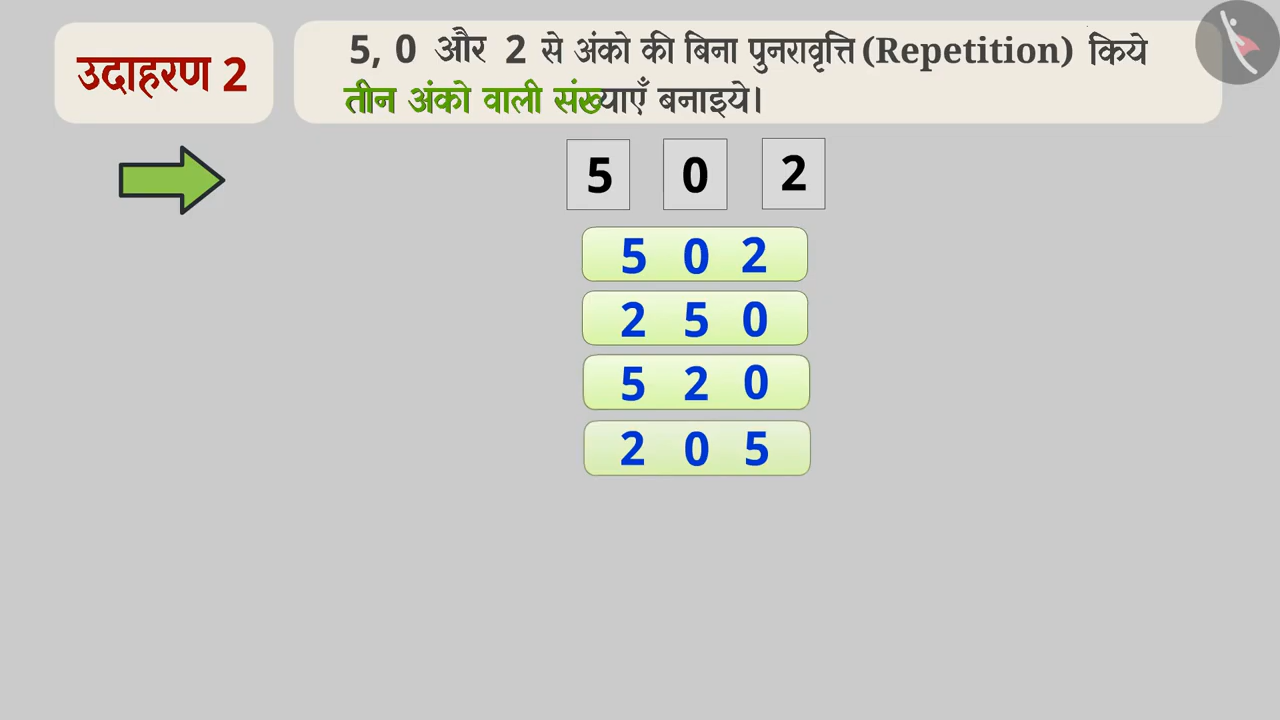 उदाहरण 2
5, 0 और 2 से अंको की बिना पुनरावृत्ति (Repetition) किये
तीन अंको वाली संख्याएँ बनाइये।
5 0 2
5 0 2
2 5 0
5 2 0
2 0 5